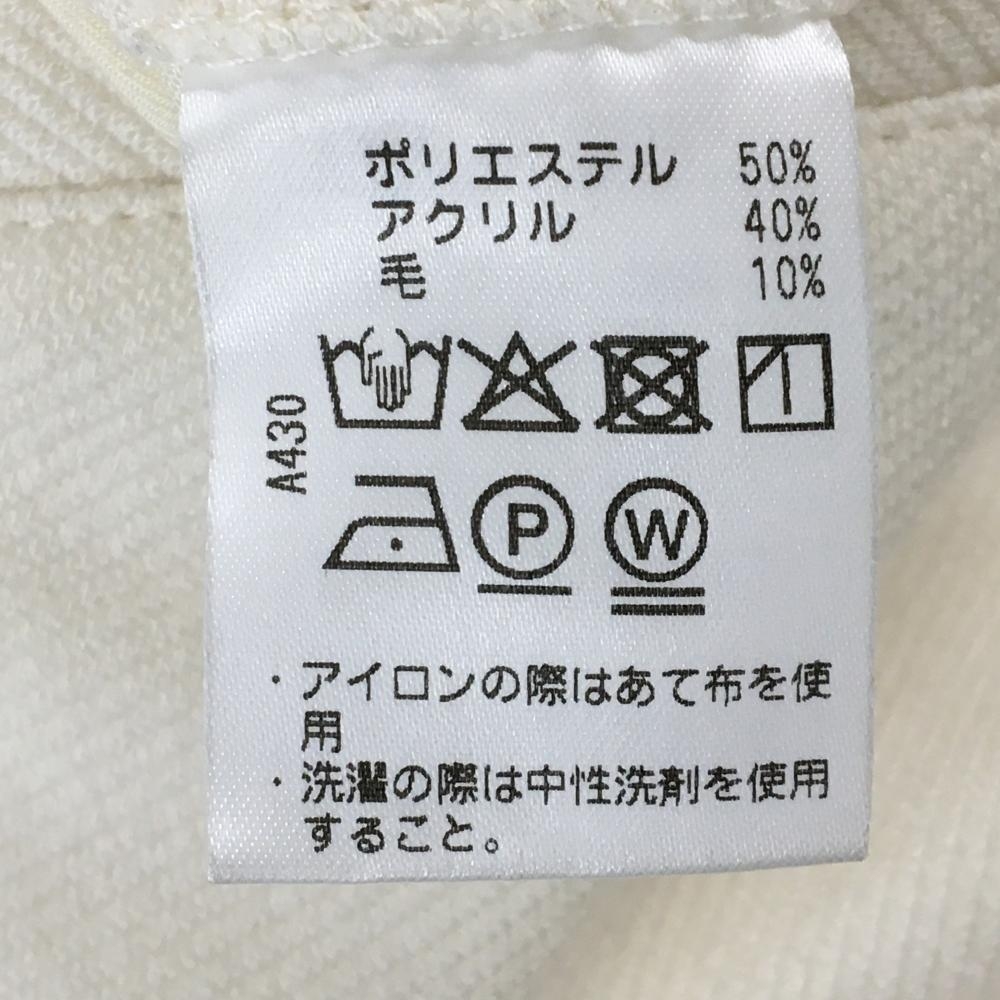 ポリエステル 50%
アクリル 40%
毛 10%
A430
P W
・アイロンの際はあて布を使
用
・洗濯の際は中性洗剤を使用
すること。